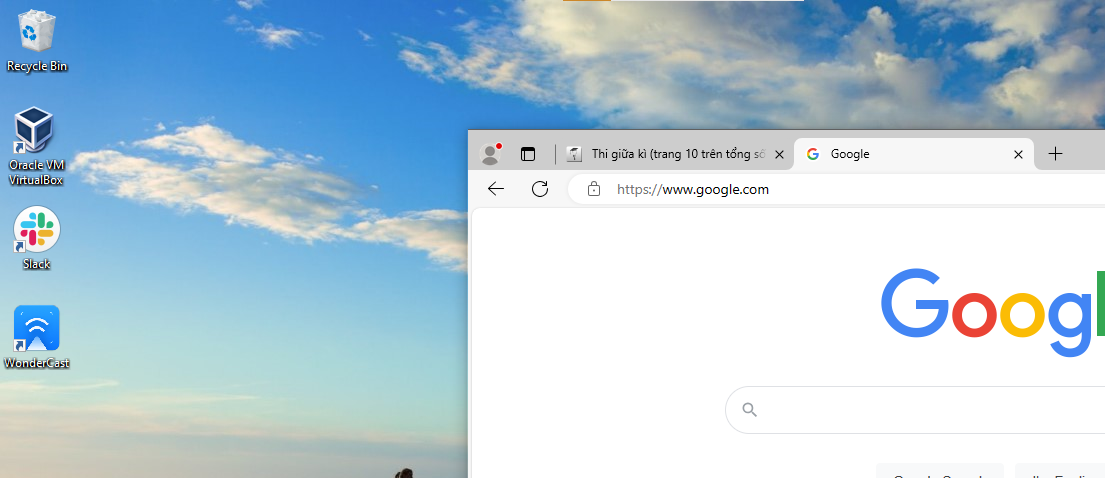 Recycle Bin
Oracle VM
VirtualBox
Slack
WonderCast
Thi giữa kì (trang 10 trên tổng số
Google
https://www.google.com
Googl